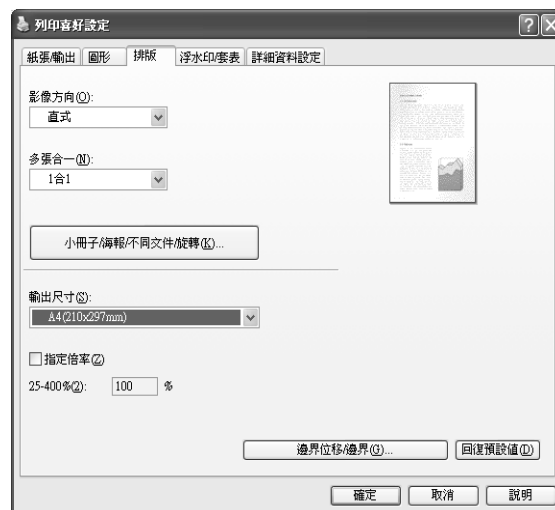 列印喜好設定
紙張/輸出 圖形 排版 浮水印/套表 詳細資料設定
影像方向(O):
直式
多張合一(N):
1合1
小冊子/海報/不同文件/旋轉(K)...
輸出尺寸(S):
A4(210x297mm)
指定倍率(Z)
25-400%(2): 100 %
邊界位移/邊界(G)... 回復預設值(D)
確定 取消 說明